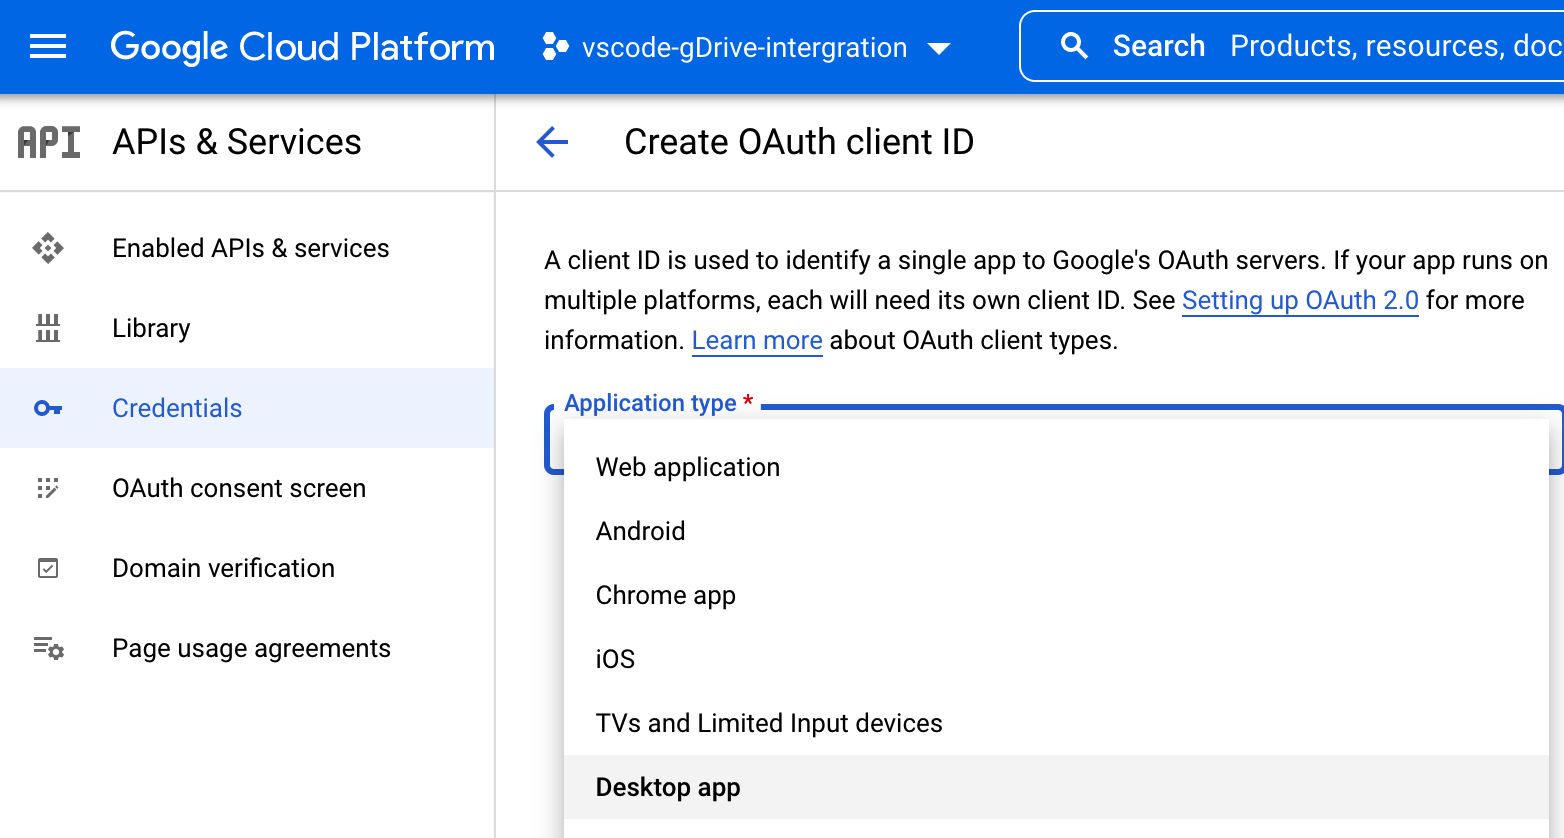 Google Cloud Platform
vscode-gDrive-intergration
Search Products, resources, doc
API
APIs & Services
Enabled APIs & services
Library
Credentials
OAuth consent screen
Domain verification
Page usage agreements
Create OAuth client ID
A client ID is used to identify a single app to Google's OAuth servers. If your app runs on
multiple platforms, each will need its own client ID. See Setting up OAuth 2.0 for more
information. Learn more about OAuth client types.
Application type *
Web application
Android
Chrome app
iOS
TVs and Limited Input devices
Desktop app